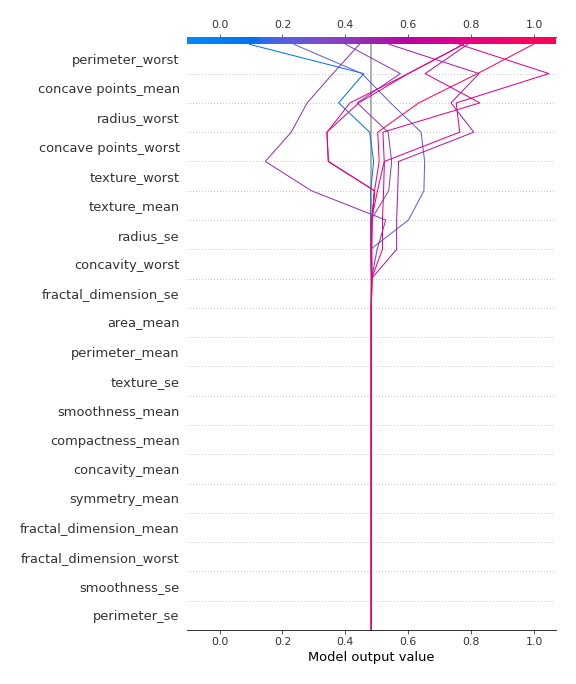 0.0 0.2 0.4 0.6 0.8 1.0
perimeter_worst
concave points_mean
radius_worst
concave points_worst
texture_worst
texture_mean
radius_se
concavity_worst
fractal_dimension_se
area_mean
perimeter_mean
texture_se
smoothness_mean
compactness_mean
concavity_mean
symmetry_mean
fractal_dimension_mean
fractal_dimension_worst
smoothness_se
perimeter_se
0.0 0.2 0.4 0.6 0.8 1.0
Model output value